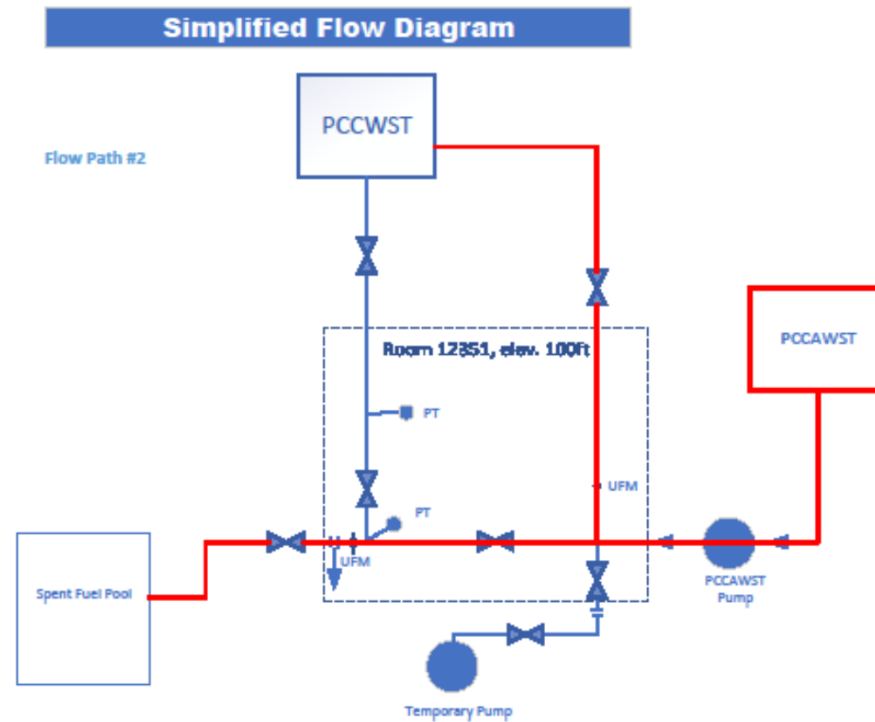 Simplified Flow Diagram
PCCWST
Flow Path #2
PCCAWST
Room 12351, elev. 100ft
PT
UFM
PT
UFM
Spent Fuel Pool
PCCAWST
Pump
Temporary Pump